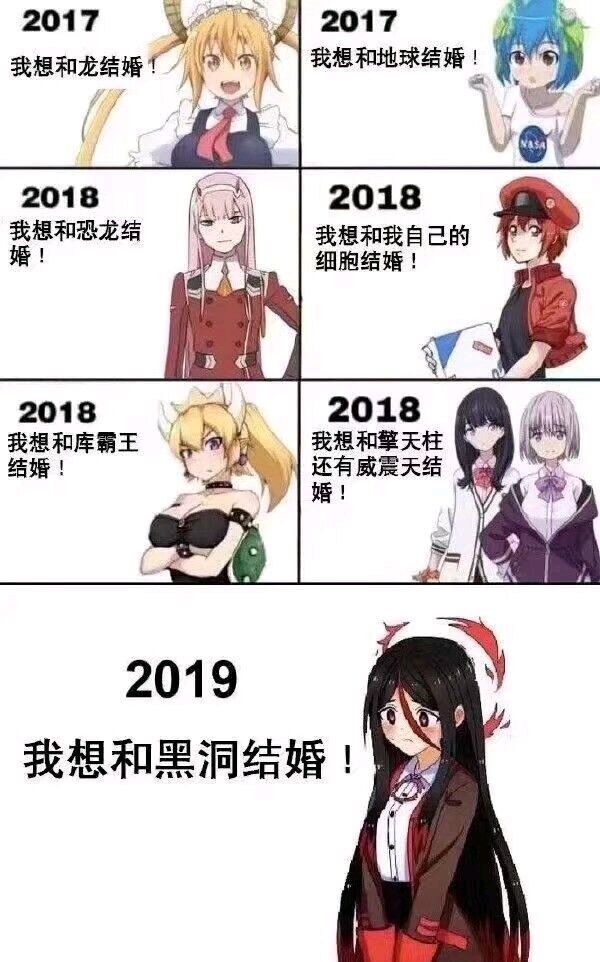 2017
我想和龙结婚！
2017
我想和地球结婚！
NASA
2018
我想和恐龙结
婚！
2018
我想和我自己的
细胞结婚！
2018
我想和库霸王
结婚！
2018
我想和擎天柱
还有威震天结
婚！
2019
我想和黑洞结婚！